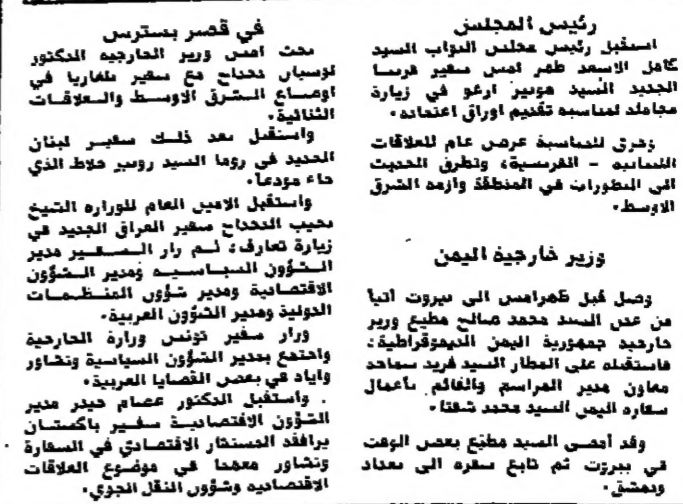 رئيس المجلس
استقبل رئيس مجلس النواب السيد
كامل الاسعد ظهر امس سفير فرنسا
الجديد السيد هوبير ارغو في زيارة
مجاملة لمناسبة تقديم اوراق اعتماده.
وجرى للمناسبة عرض عام للعلاقات
اللبنانية - الفرنسية، وتطرق الحديث
الى التطورات في المنطقة وازمة الشرق
الاوسط.
وزير خارجية اليمن
وصل قبل ظهر امس الى بيروت آتيا
من عدن السيد محمد صالح مطيع وزير
خارجية جمهورية اليمن الديموقراطية،
فاستقبله على المطار السيد فريد سماحه
معاون مدير المراسم والقائم بأعمال
سفارة اليمن السيد محمد
وقد أمضى السيد مطيع بعض الوقت
في بيروت ثم تابع سفره الى بغداد
ودمشق.
في قصر بسترس
بحث امس وزير الخارجية الدكتور
لوسيان دحداح مع سفير بلغاريا في
اوضاع الشرق الاوسط والعلاقات
الثنائية.
واستقبل بعد ذلك سفير لبنان
الجديد في روما السيد روبير خلاط الذي
جاء مودعا.
واستقبل الامين العام للوزارة الشيخ
نجيب الدحداح سفير العراق الجديد في
زيارة تعارف، ثم زار السفير مدير
الشؤون السياسية ومدير الشؤون
الاقتصادية ومدير شؤون المنظمات
الدولية ومدير الشؤون العربية.
وزار سفير تونس وزارة الخارجية
واجتمع بمدير الشؤون السياسية وتشاور
واياه في بعض القضايا العربية.
واستقبل الدكتور عصام حيدر مدير
الشؤون الاقتصادية سفير باكستان
يرافقه المستشار الاقتصادي في السفارة
وتشاور معهما في موضوع العلاقات
الاقتصادية وشؤون النقل الجوي.